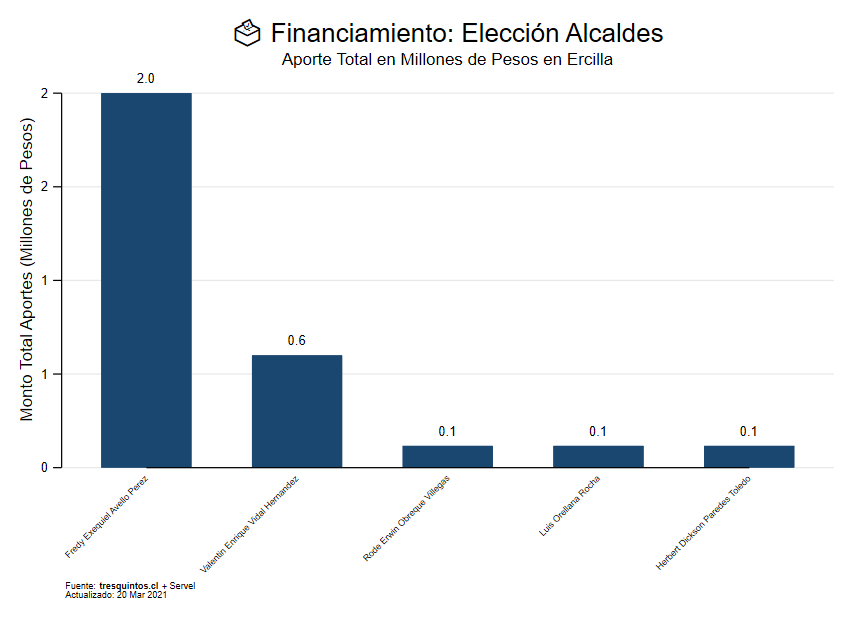 Financiamiento: Elección Alcaldes
Aporte Total en Millones de Pesos en Ercilla
Monto Total Aportes (Millones de Pesos)
2
2
1
1
0
2.0
0.6
0.1
0.1
0.1
Fredy Exequiel Avello Perez
Valentin Enrique Vidal Hernandez
Rode Erwin Obreque Villegas
Luis Orellana Rocha
Herbert Dickson Paredes Toledo
Fuente: tresquintos.cl + Servel
Actualizado: 20 Mar 2021